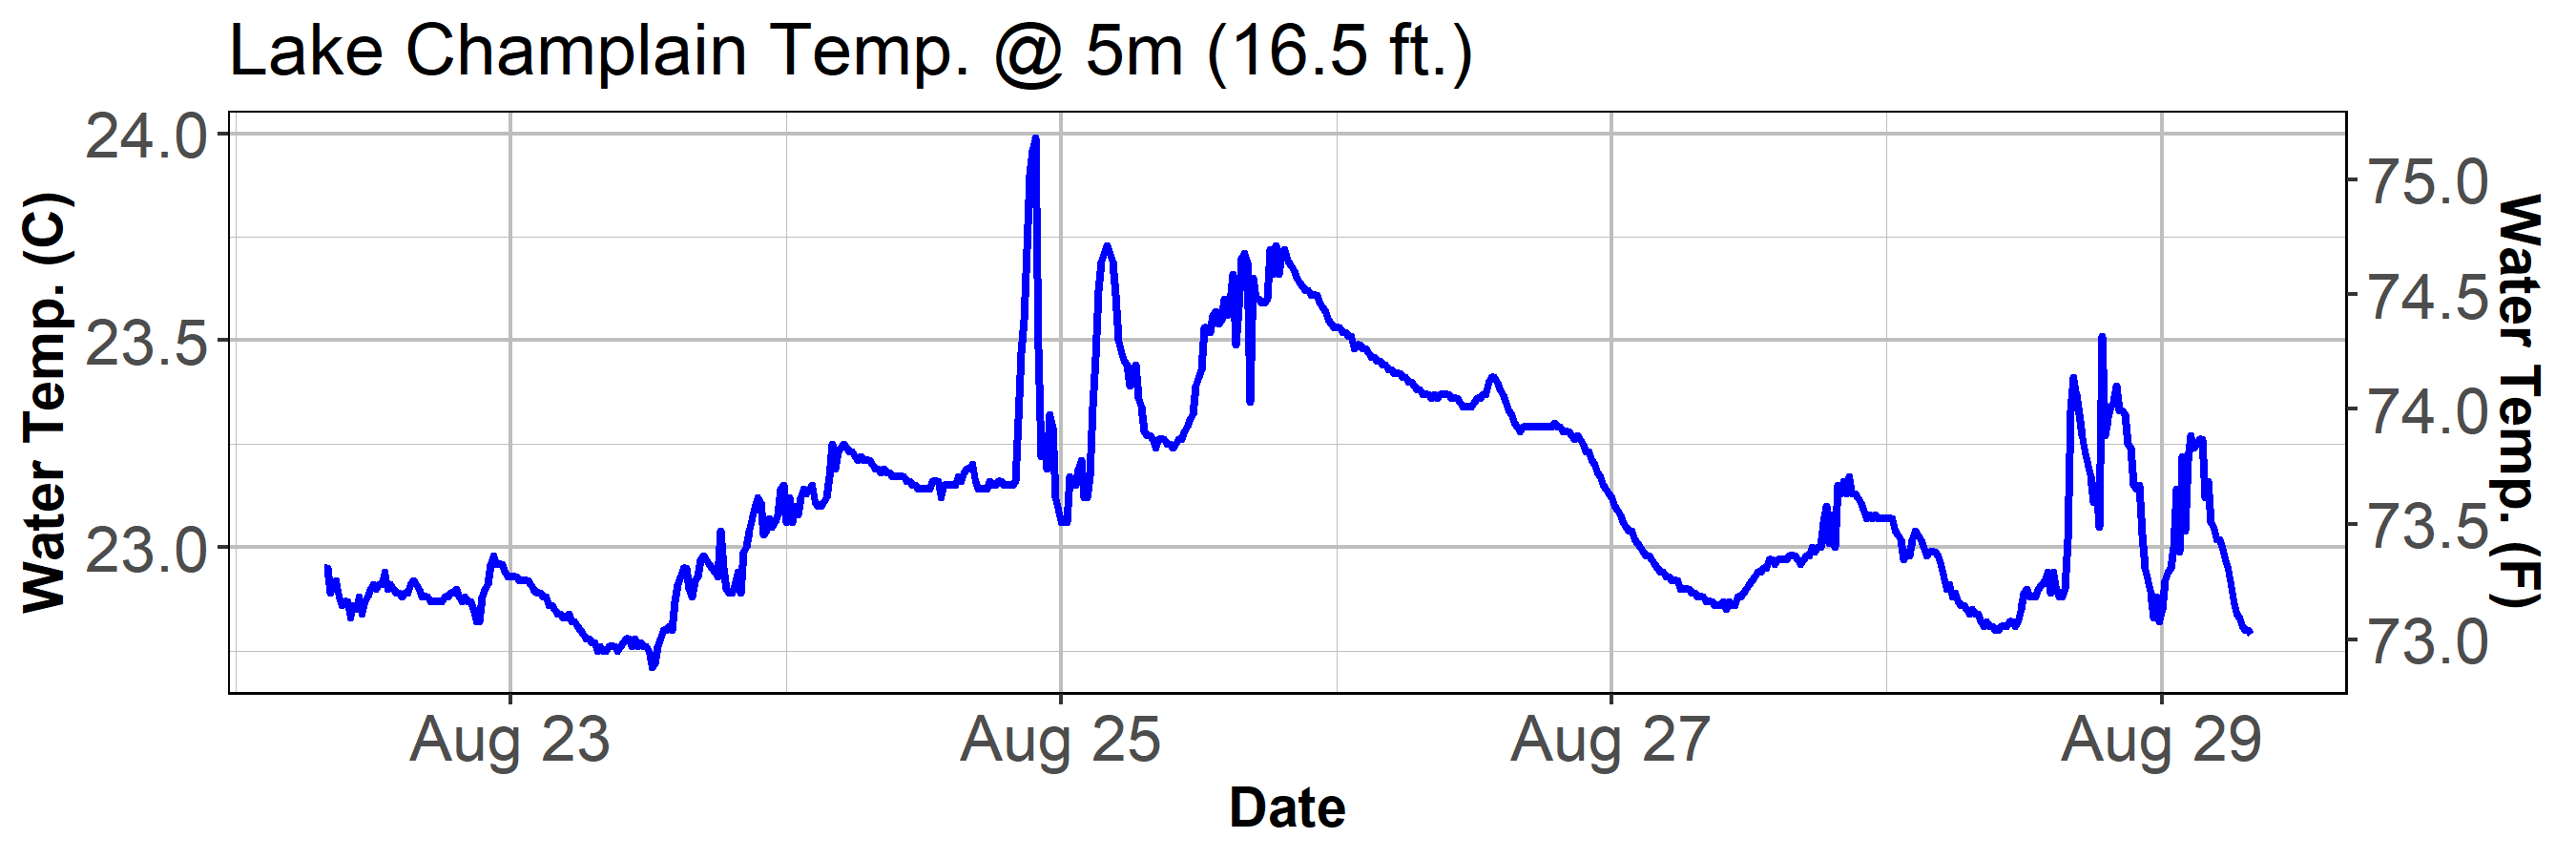 Lake Champlain Temp. @ 5m (16.5 ft.)
Water Temp. (C)
24.0
23.5
23.0
75.0
74.5
74.0
73.5
73.0
Water Temp. (F)
Aug 23
Aug 25
Aug 27
Aug 29
Date